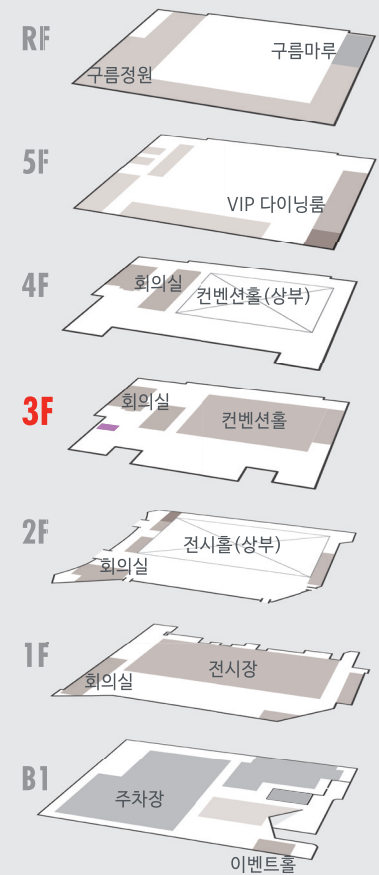 RF
구름마루
구름정원
5F
VIP 다이닝룸
4F
회의실
컨벤션홀(상부)
3F
회의실
컨벤션홀
2F
전시홀(상부)
회의실
1F
전시장
회의실
B1
주차장
이벤트홀